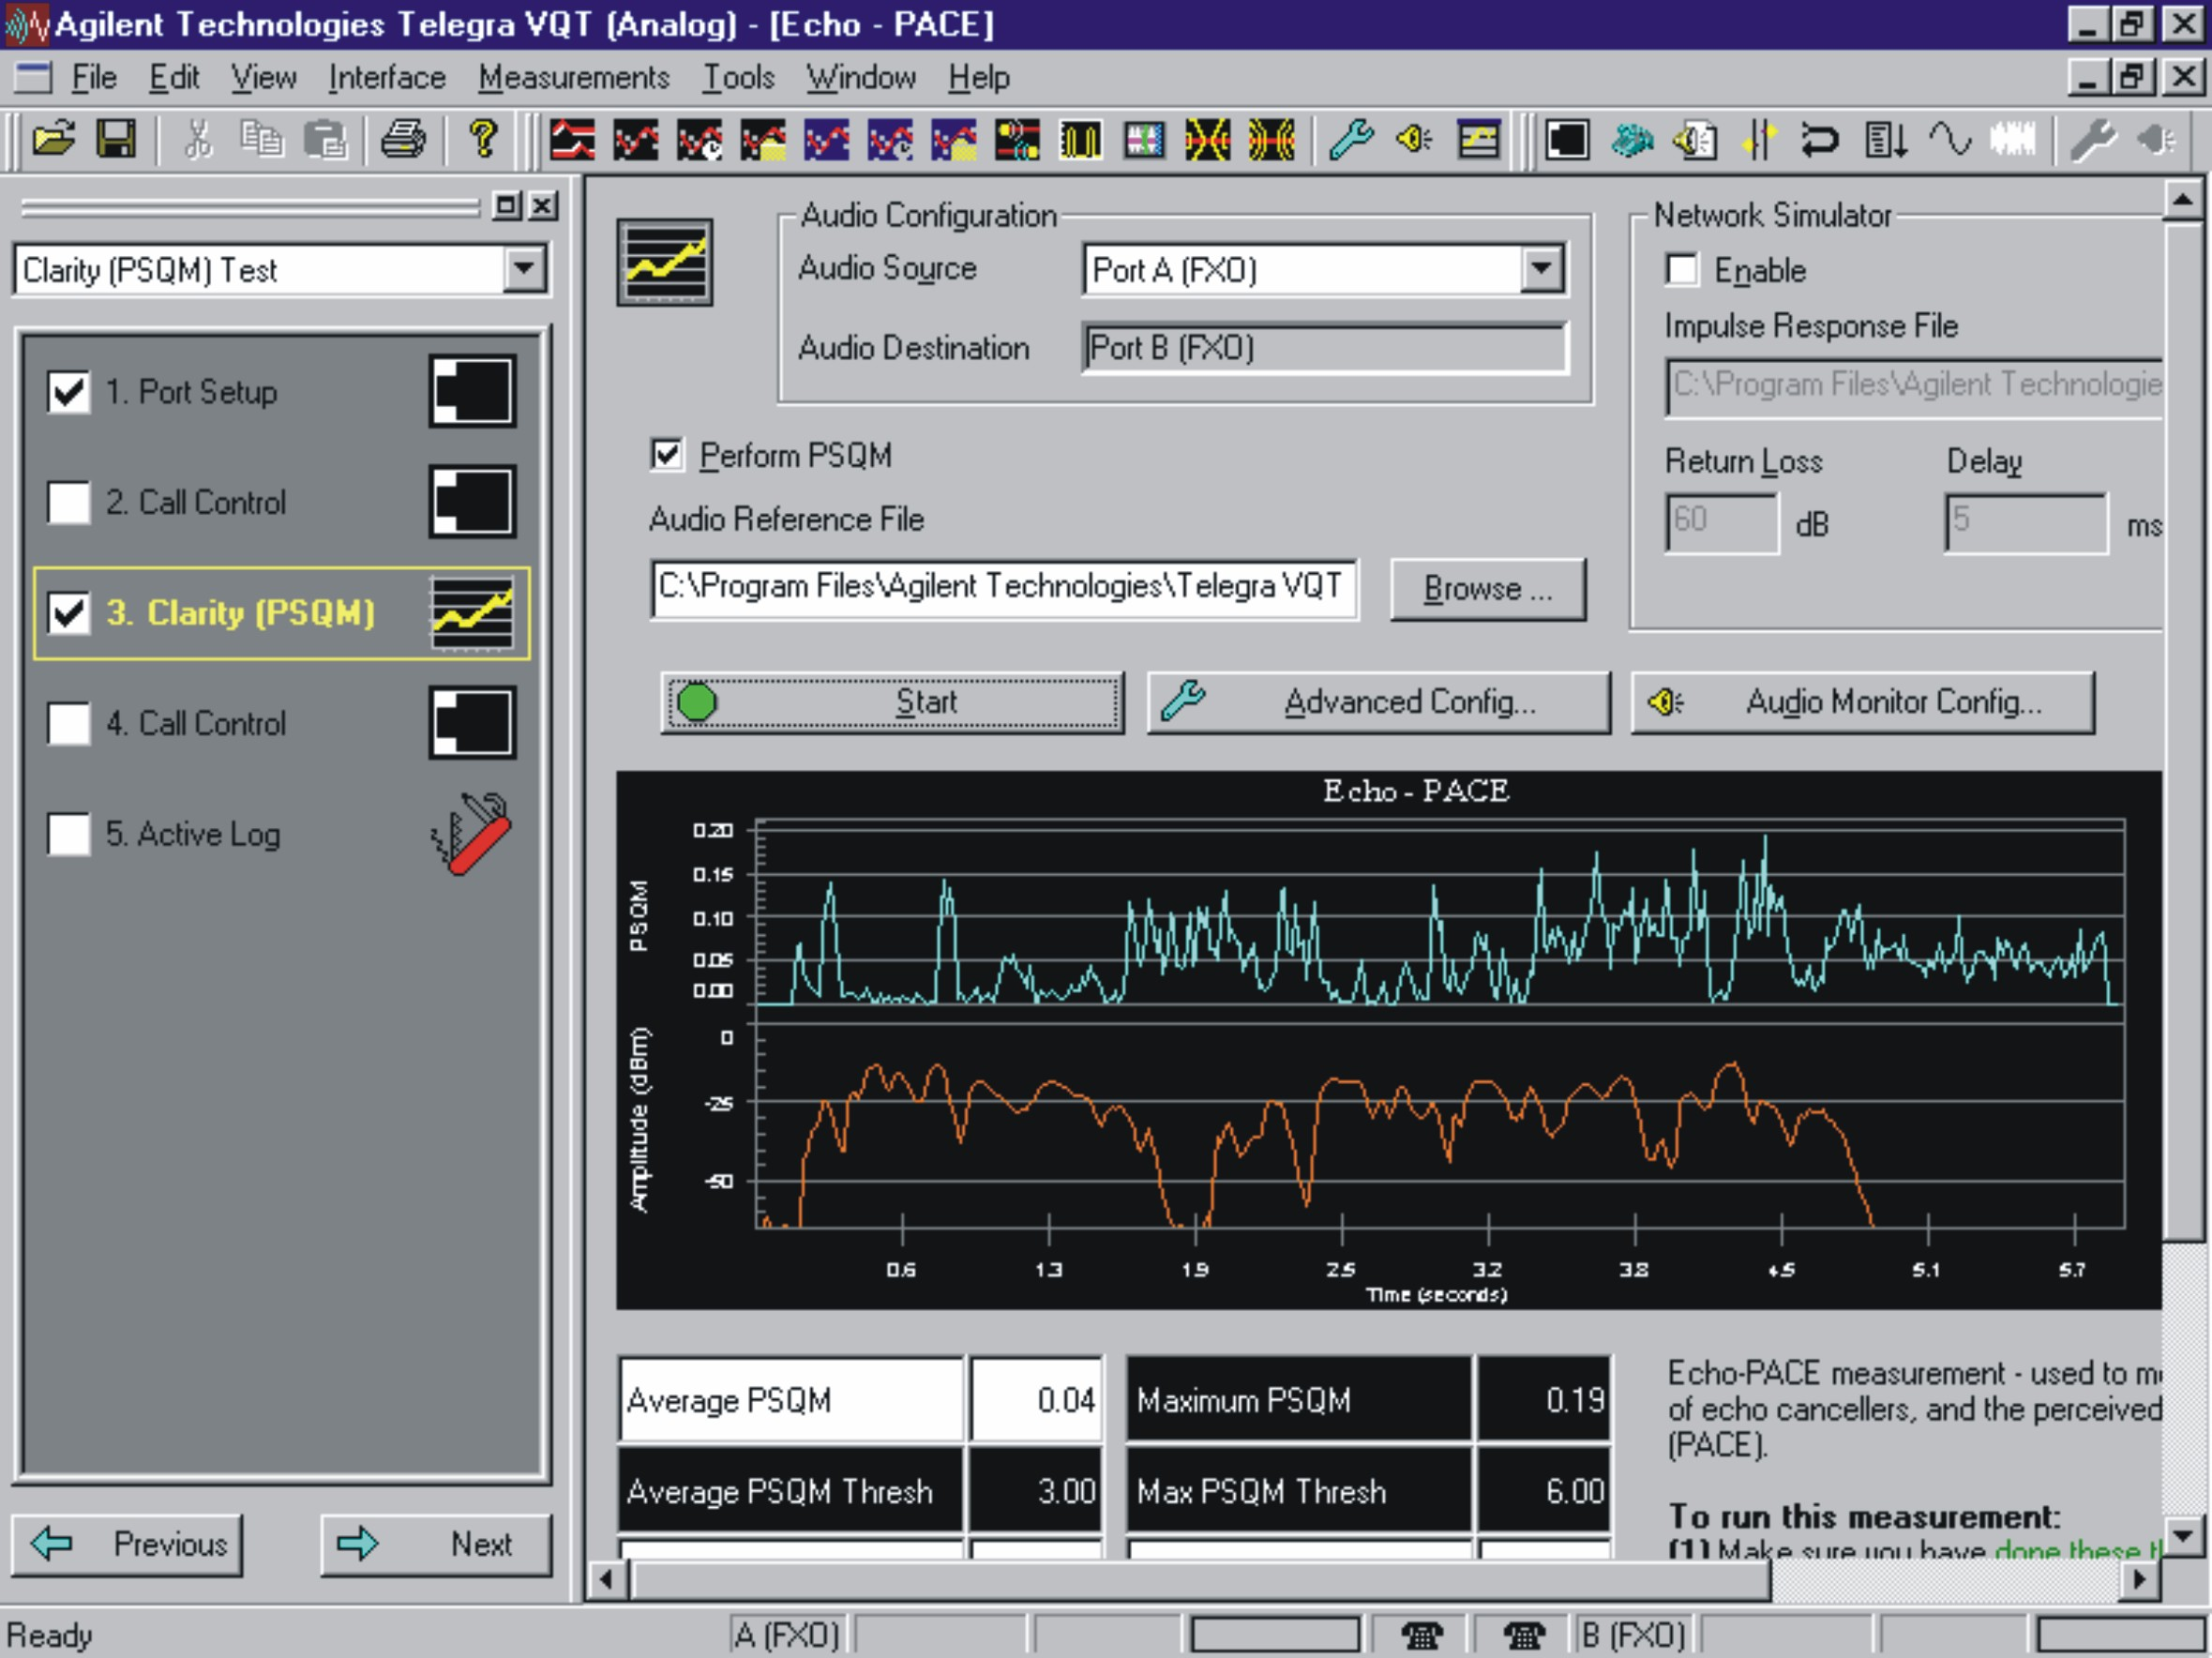 Agilent Technologies Telegra VQT (Analog) - [Echo - PACE]
File Edit View Interface Measurements Tools Window Help
Clarity (PSQM) Test
1. Port Setup
2. Call Control
3. Clarity (PSQM)
4. Call Control
5. Active Log
Previous Next
Audio Configuration
Audio Source Port A (FXO)
Audio Destination Port B (FXO)
Network Simulator
Enable
Impulse Response File
C:\Program Files\Agilent Technologie
Return Loss Delay
60 dB 5 ms
Perform PSQM
Audio Reference File
C:\Program Files\Agilent Technologies\Telegra VQT Browse ...
Start Advanced Config... Audio Monitor Config...
Echo - PACE
PSQM
0.20
0.15
0.10
0.05
0.00
Amplitude (dBm)
0
-25
-50
0.6 1.3 1.9 2.5 3.2 3.8 4.5 5.1 5.7
Time (seconds)
Average PSQM 0.04 Maximum PSQM 0.19
Average PSQM Thresh 3.00 Max PSQM Thresh 6.00
Echo-PACE measurement - used to
of echo cancellers, and the perceived
(PACE).
To run this measurement:
(1) Make sure you have done these
Ready A (FXO) B (FXO)